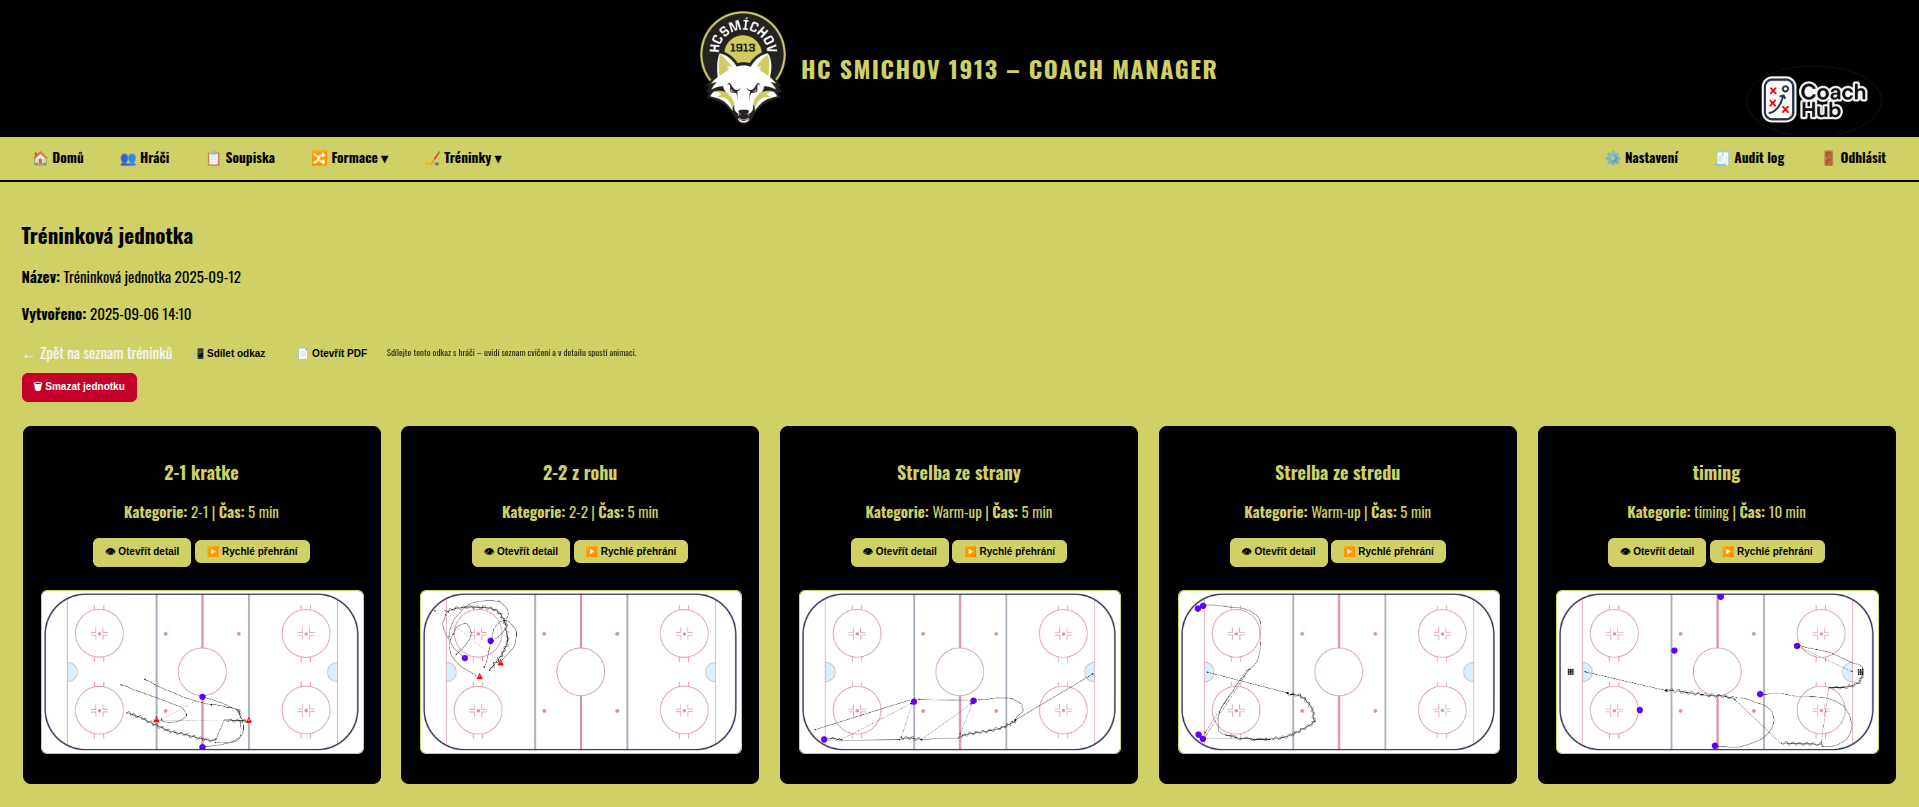 HC SMÍCHOV
1913
HC SMICHOV 1913 – COACH MANAGER
Coach
Hub
Domů Hráči Soupiska Formace ▾ Tréninky ▾ Nastavení Audit log Odhlásit
Tréninková jednotka
Název: Tréninková jednotka 2025-09-12
Vytvořeno: 2025-09-06 14:10
← Zpět na seznam tréninků Sdílet odkaz Otevřít PDF Sdílejte tento odkaz s hráči – uvidí seznam cvičení a v detailu spustí animaci.
Smazat jednotku
2-1 kratke
Kategorie: 2-1 | Čas: 5 min
Otevřít detail Rychlé přehrání
2-2 z rohu
Kategorie: 2-2 | Čas: 5 min
Otevřít detail Rychlé přehrání
Strelba ze strany
Kategorie: Warm-up | Čas: 5 min
Otevřít detail Rychlé přehrání
Strelba ze stredu
Kategorie: Warm-up | Čas: 5 min
Otevřít detail Rychlé přehrání
timing
Kategorie: timing | Čas: 10 min
Otevřít detail Rychlé přehrání